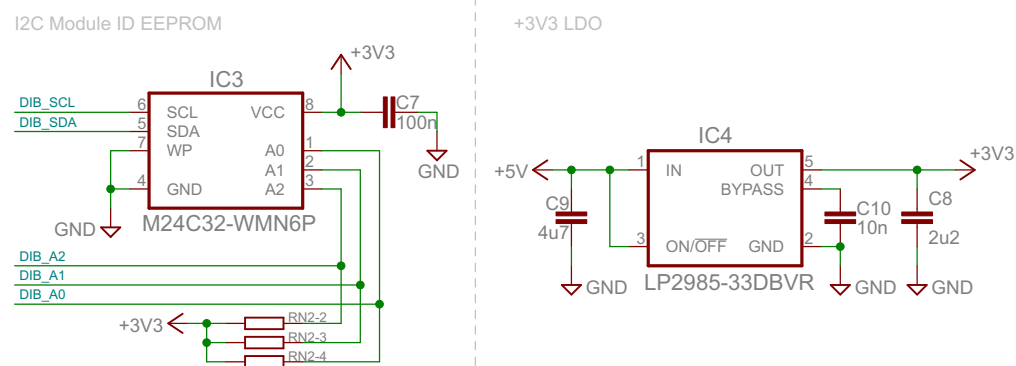 I2C Module ID EEPROM
+3V3
IC3
DIB_SCL
6
SCL
VCC
8
C7
100n
DIB_SDA
5
SDA
7
WP
A0
1
A1
2
GND
4
GND
A2
3
GND
M24C32-WMN6P
DIB_A2
DIB_A1
DIB_A0
+3V3
RN2-2
RN2-3
RN2-4
+3V3 LDO
IC4
+5V
1
IN
OUT
5
+3V3
BYPASS
4
C9
4u7
C10
10n
C8
2u2
3
ON/OFF
GND
2
GND
LP2985-33DBVR
GND
GND